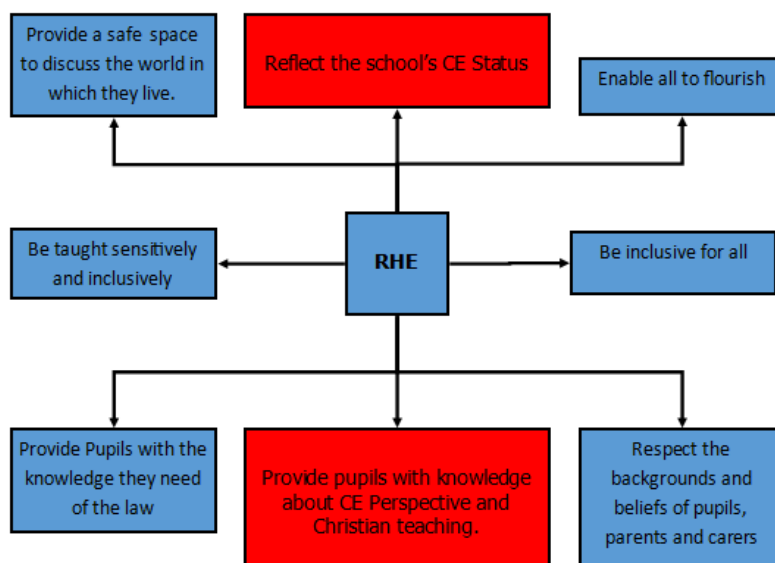 Provide a safe space
to discuss the world in
which they live.
Reflect the school's CE Status
Enable all to flourish
Be taught sensitively
and inclusively
RHE
Be inclusive for all
Provide Pupils with the
knowledge they need
of the law
Provide pupils with knowledge
about CE Perspective and
Christian teaching.
Respect the
backgrounds and
beliefs of pupils,
parents and carers